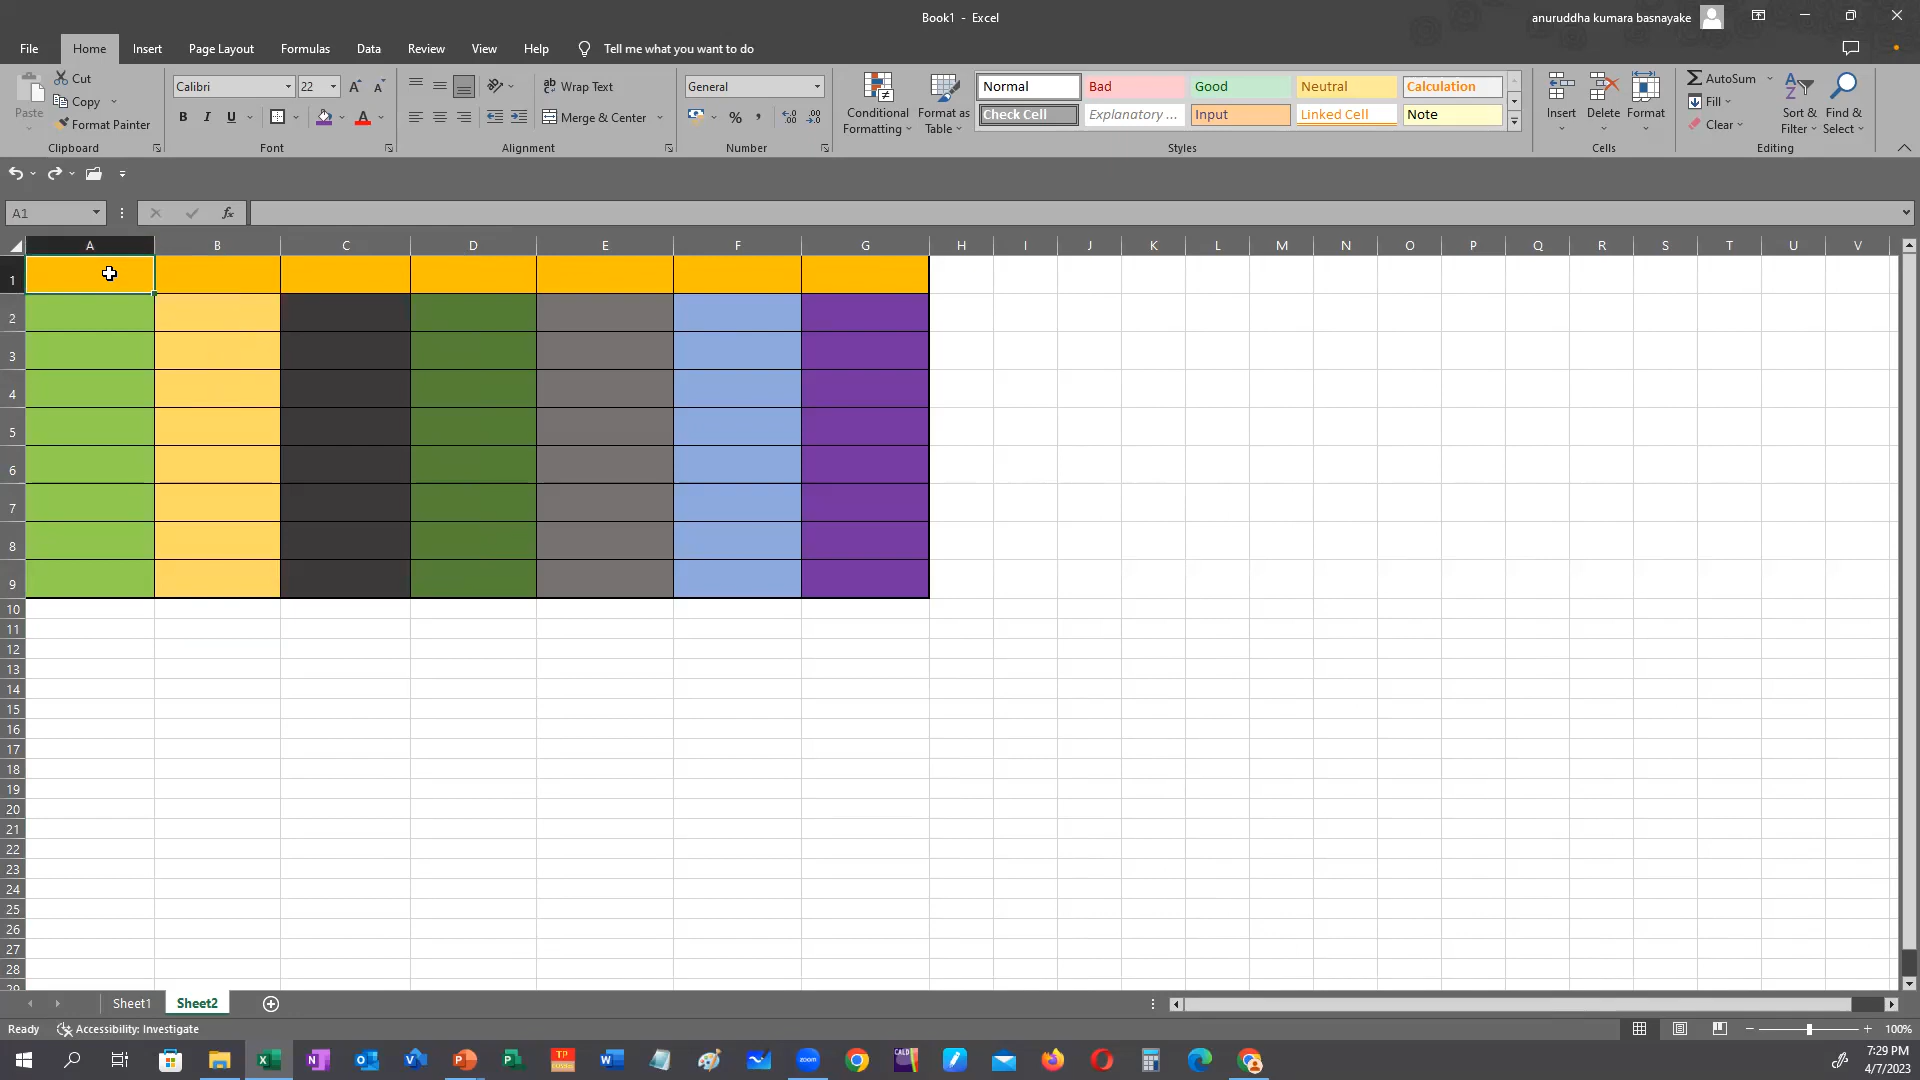 Book1 - Excel
anuruddha kumara basnayake
File Home Insert Page Layout Formulas Data Review View Help Tell me what you want to do
Paste
Cut
Copy
Format Painter
Clipboard
Calibri 22
B I U
Font
Wrap Text
Merge & Center
Alignment
General
Number
Conditional Formatting
Format as Table
Normal Bad Good Neutral Calculation
Check Cell Explanatory ... Input Linked Cell Note
Styles
Insert Delete Format
Cells
AutoSum
Fill
Clear
Sort & Filter
Find & Select
Editing
A1
fx
A B C D E F G H I J K L M N O P Q R S T U V
1
2
3
4
5
6
7
8
9
10
11
12
13
14
15
16
17
18
19
20
21
22
23
24
25
26
27
28
29
Sheet1 Sheet2
Ready Accessibility: Investigate
100%
7:29 PM
4/7/2023